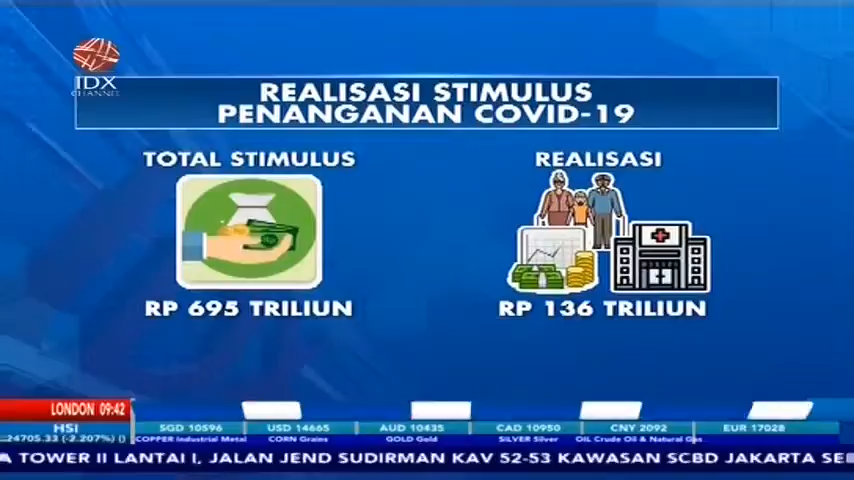 IDX
CHANNEL
REALISASI STIMULUS
PENANGANAN COVID-19
TOTAL STIMULUS
REALISASI
RP 695 TRILIUN
RP 136 TRILIUN
LONDON 09:42
HSI
SGD 10596
USD 14665
AUD 10435
CAD 10950
CNY 2092
EUR 17028
24705.33 (-2.207%) ()
COPPER Industrial Metal
CORN Grains
GOLD Gold
SILVER Silver
OIL Crude Oil & Natural Gas
A TOWER II LANTAI I, JALAN JEND SUDIRMAN KAV 52-53 KAWASAN SCBD JAKARTA SE